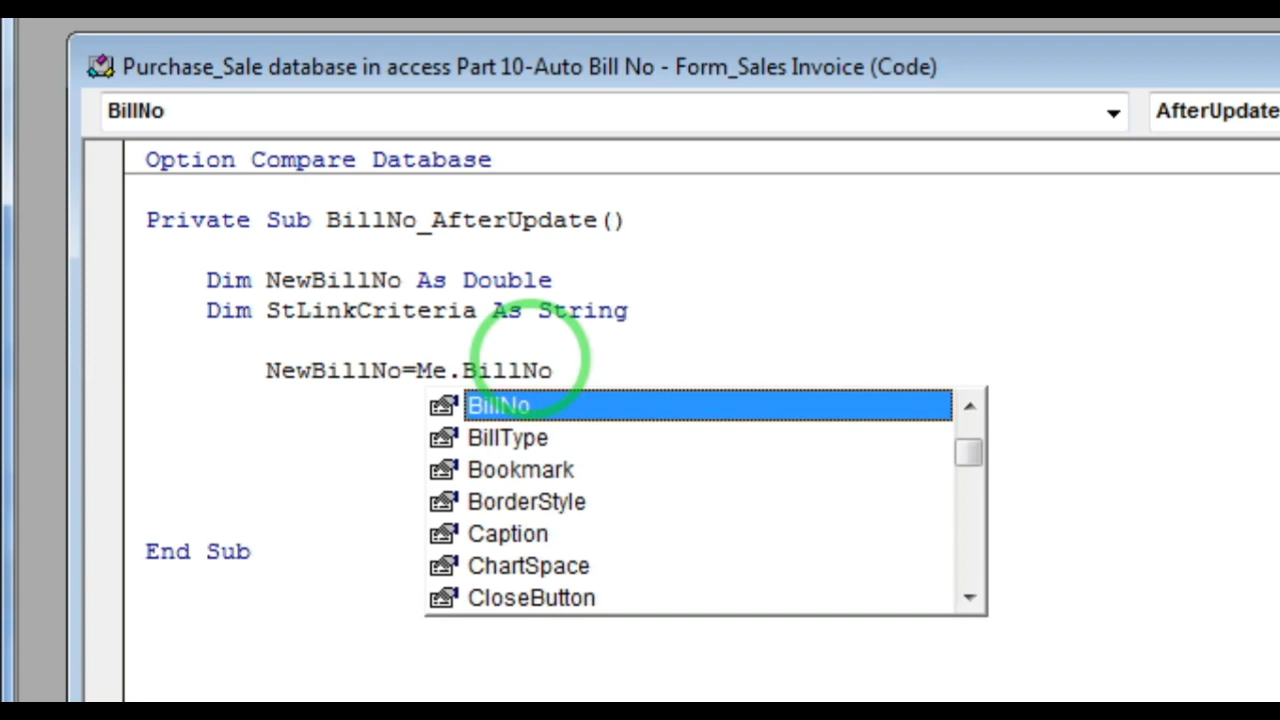 Purchase_Sale database in access Part 10-Auto Bill No - Form_Sales Invoice (Code)
BillNo AfterUpdate
Option Compare Database
Private Sub BillNo_AfterUpdate()
Dim NewBillNo As Double
Dim StLinkCriteria As String
NewBillNo=Me.BillNo
BillNo
BillType
Bookmark
BorderStyle
Caption
ChartSpace
CloseButton
End Sub